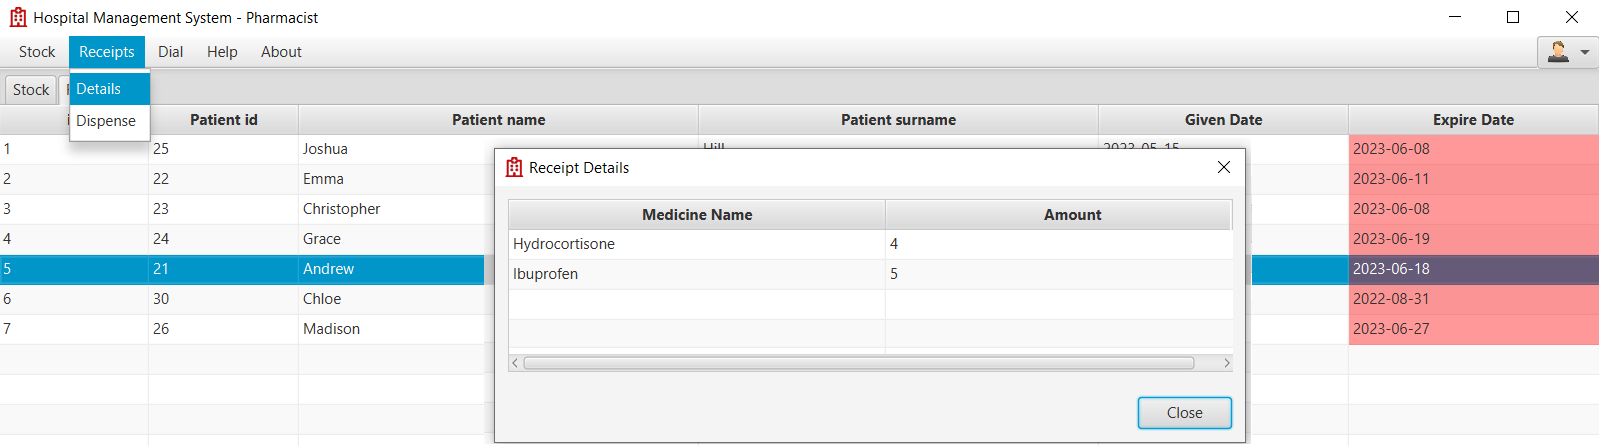 Hospital Management System - Pharmacist
Stock Receipts Dial Help About
Details
Stock
Dispense
Patient id Patient name Patient surname Given Date Expire Date
1 25 Joshua Hill 2023-05-15 2023-06-08
Receipt Details
2 22 Emma 2023-06-11
3 23 Christopher 2023-06-08
Medicine Name Amount
4 24 Grace 2023-06-19
Hydrocortisone 4
5 21 Andrew 2023-06-18
Ibuprofen 5
6 30 Chloe 2022-08-31
7 26 Madison 2023-06-27
Close